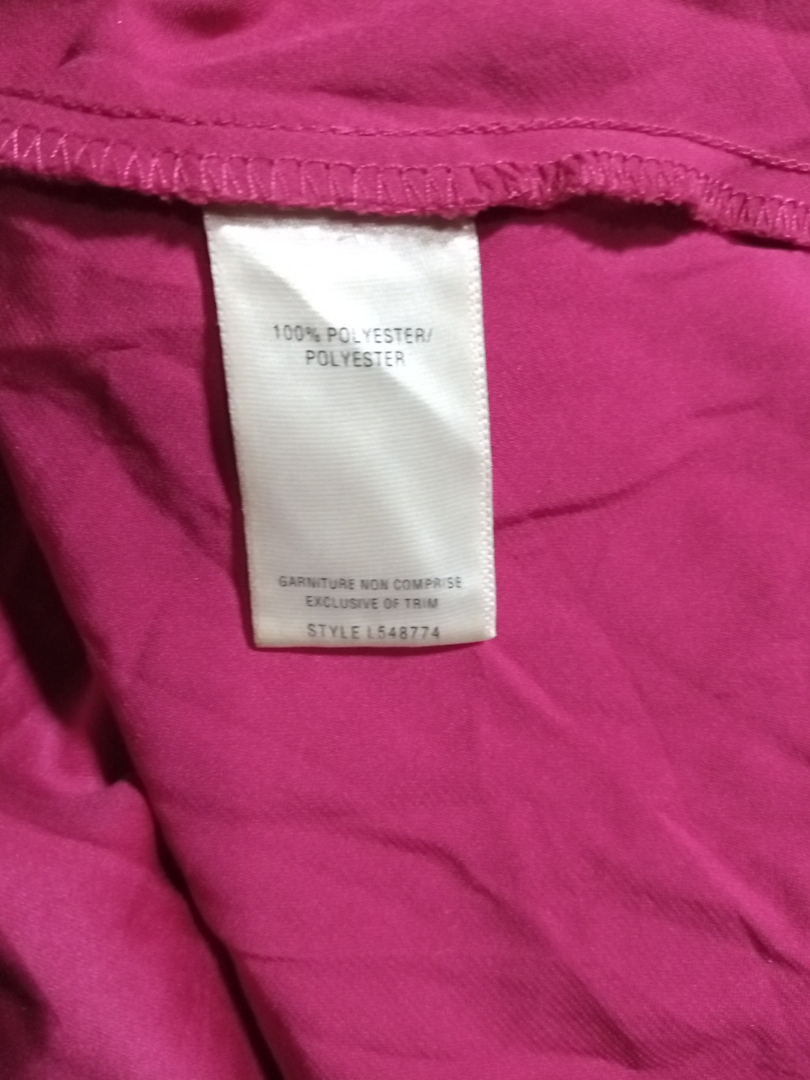 100% POLYESTER/
POLYESTER
GARNITURE NON COMPRISE
EXCLUSIVE OF TRIM
STYLE L548774